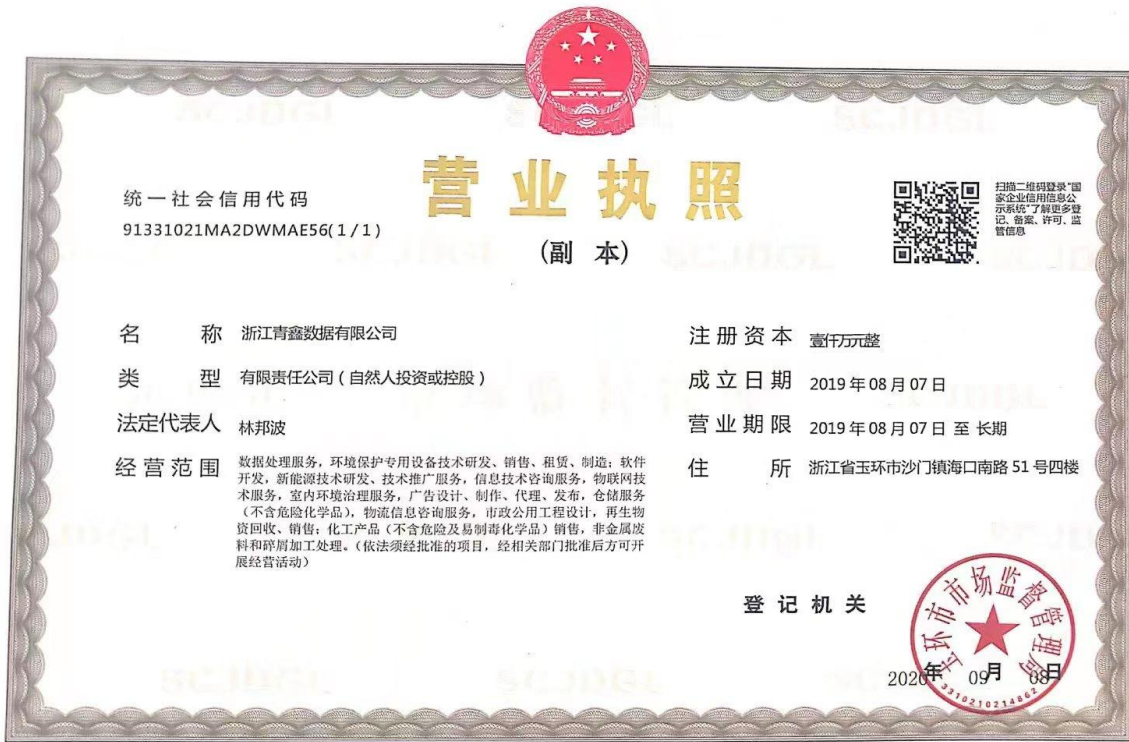 营业执照
(副 本)
统一社会信用代码
91331021MA2DWMAE56(1/1)
扫描二维码登录"国
家企业信用信息公
示系统"了解更多登
记、备案、许可、监
管信息
名 称 浙江青鑫数据有限公司
类 型 有限责任公司（自然人投资或控股）
法定代表人 林邦波
经营范围 数据处理服务，环境保护专用设备技术研发、销售、租赁、制造；软件
开发，新能源技术研发、技术推广服务，信息技术咨询服务，物联网技
术服务，室内环境治理服务，广告设计、制作、代理、发布，仓储服务
（不含危险化学品），物流信息咨询服务，市政公用工程设计，再生物
资回收、销售；化工产品（不含危险及易制毒化学品）销售，非金属废
料和碎屑加工处理。（依法须经批准的项目，经相关部门批准后方可开
展经营活动）
注册资本 壹仟万元整
成立日期 2019年08月07日
营业期限 2019年08月07日 至 长期
住 所 浙江省玉环市沙门镇海口南路51号四楼
登记机关
玉环市市场监督管理局
2020年 09月 08日
3310210214862
SCJDGL